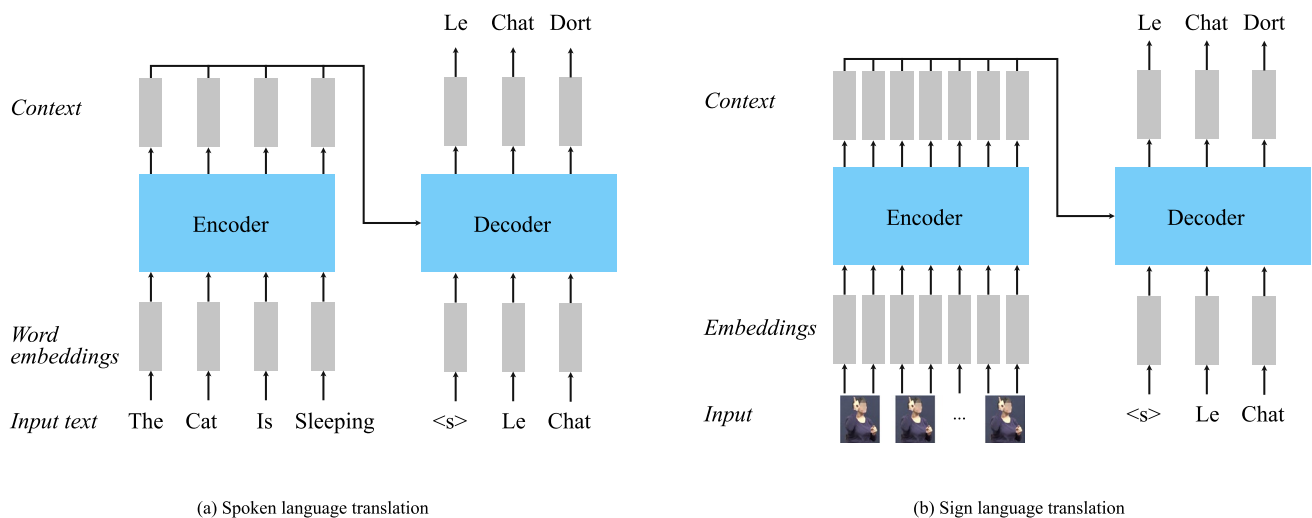 Le Chat Dort
Context
Encoder
Decoder
Word
embeddings
Input text
The Cat Is Sleeping
<s> Le Chat
(a) Spoken language translation
Le Chat Dort
Context
Encoder
Decoder
Embeddings
Input
...
<s> Le Chat
(b) Sign language translation